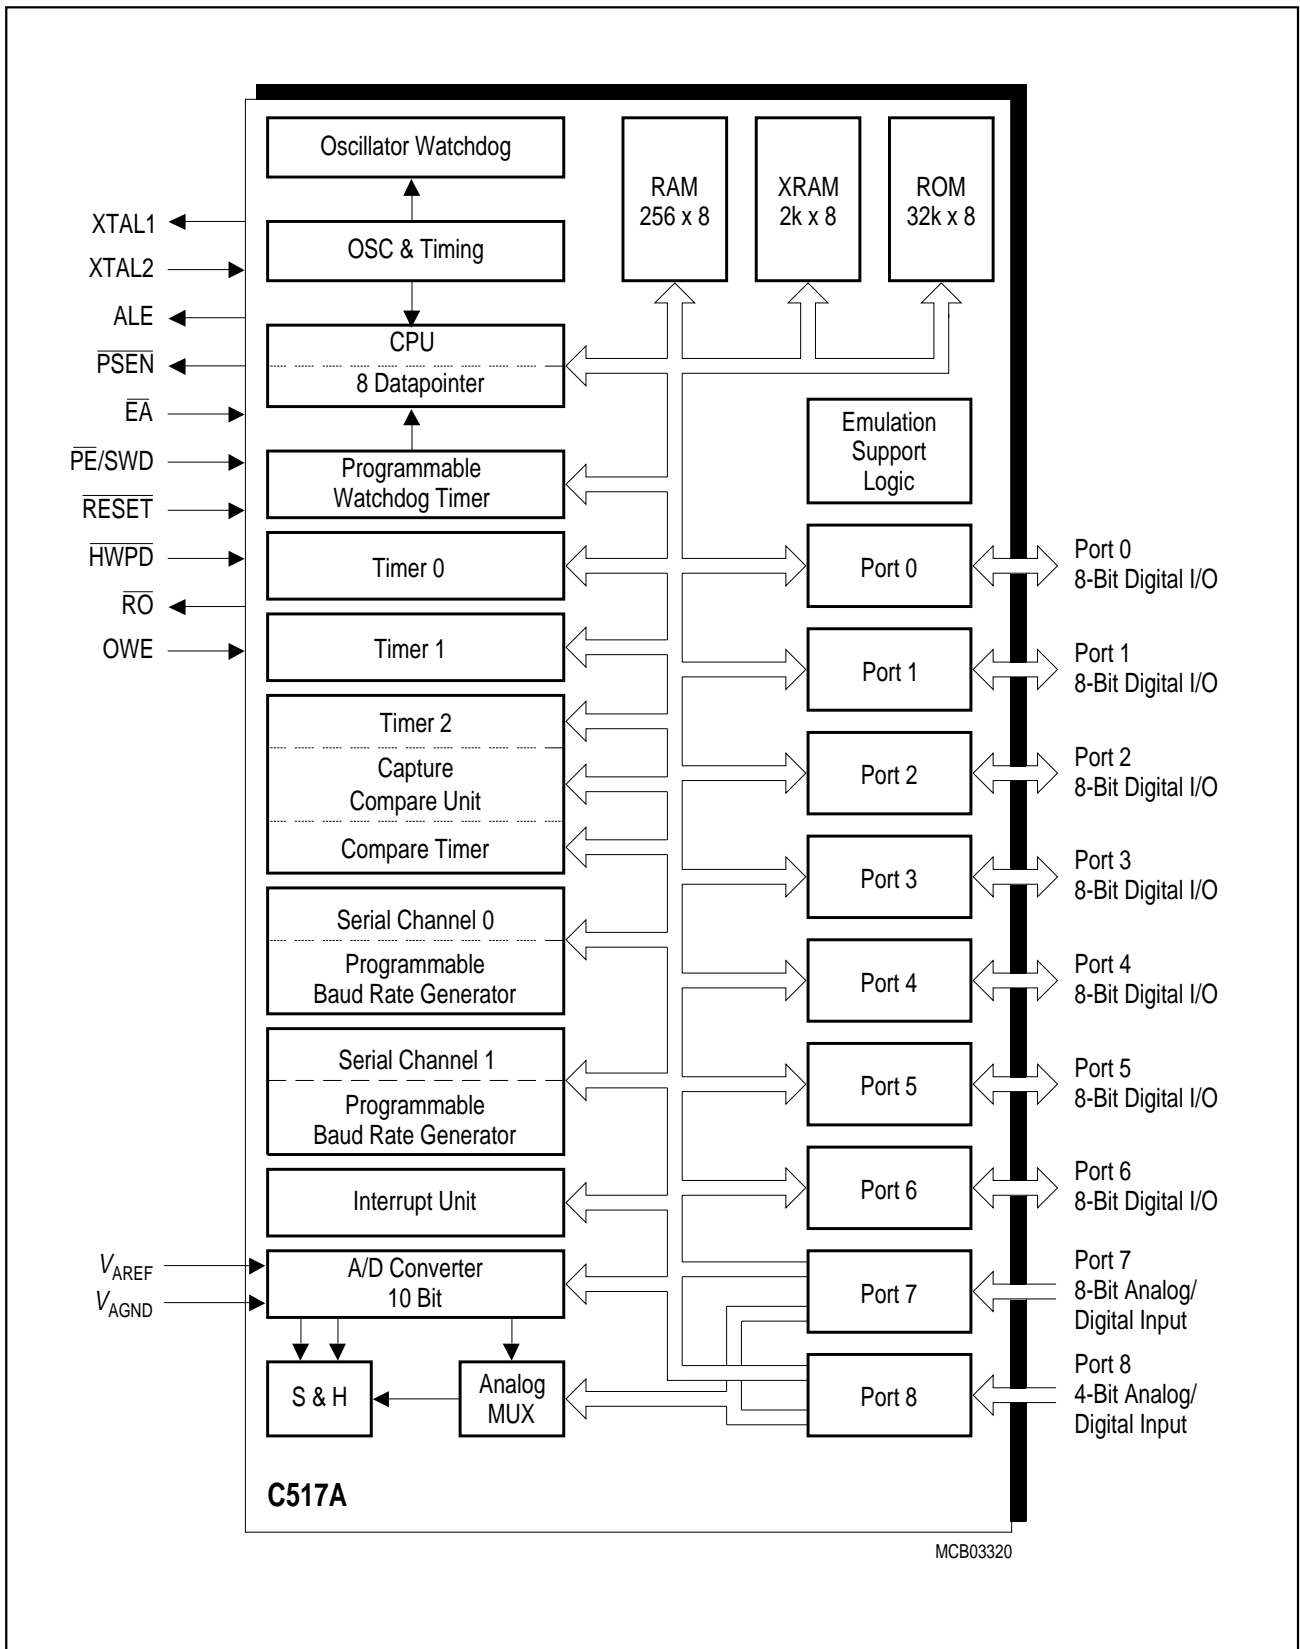 Oscillator Watchdog
OSC & Timing
CPU
8 Datapointer
Programmable
Watchdog Timer
Timer 0
Timer 1
Timer 2
Capture
Compare Unit
Compare Timer
Serial Channel 0
Programmable
Baud Rate Generator
Serial Channel 1
Programmable
Baud Rate Generator
Interrupt Unit
A/D Converter
10 Bit
S & H
Analog
MUX
XTAL1
XTAL2
ALE
P̅S̅E̅N̅
E̅A̅
P̅E̅/SWD
R̅E̅S̅E̅T̅
H̅W̅P̅D̅
R̅O̅
OWE
VAREF
VAGND
RAM
256 x 8
XRAM
2k x 8
ROM
32k x 8
Emulation
Support
Logic
Port 0
Port 1
Port 2
Port 3
Port 4
Port 5
Port 6
Port 7
Port 8
Port 0
8-Bit Digital I/O
Port 1
8-Bit Digital I/O
Port 2
8-Bit Digital I/O
Port 3
8-Bit Digital I/O
Port 4
8-Bit Digital I/O
Port 5
8-Bit Digital I/O
Port 6
8-Bit Digital I/O
Port 7
8-Bit Analog/
Digital Input
Port 8
4-Bit Analog/
Digital Input
C517A
MCB03320